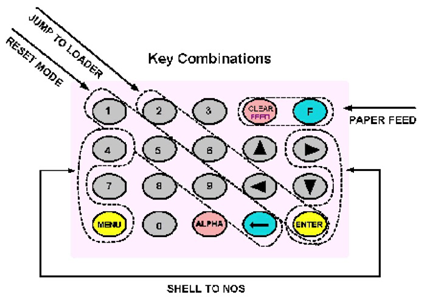 JUMP TO LOADER
RESET MODE
Key Combinations
1 2 3 CLEAR FEED F
PAPER FEED
4 5 6
7 8 9
MENU 0 ALPHA ENTER
SHELL TO NOS